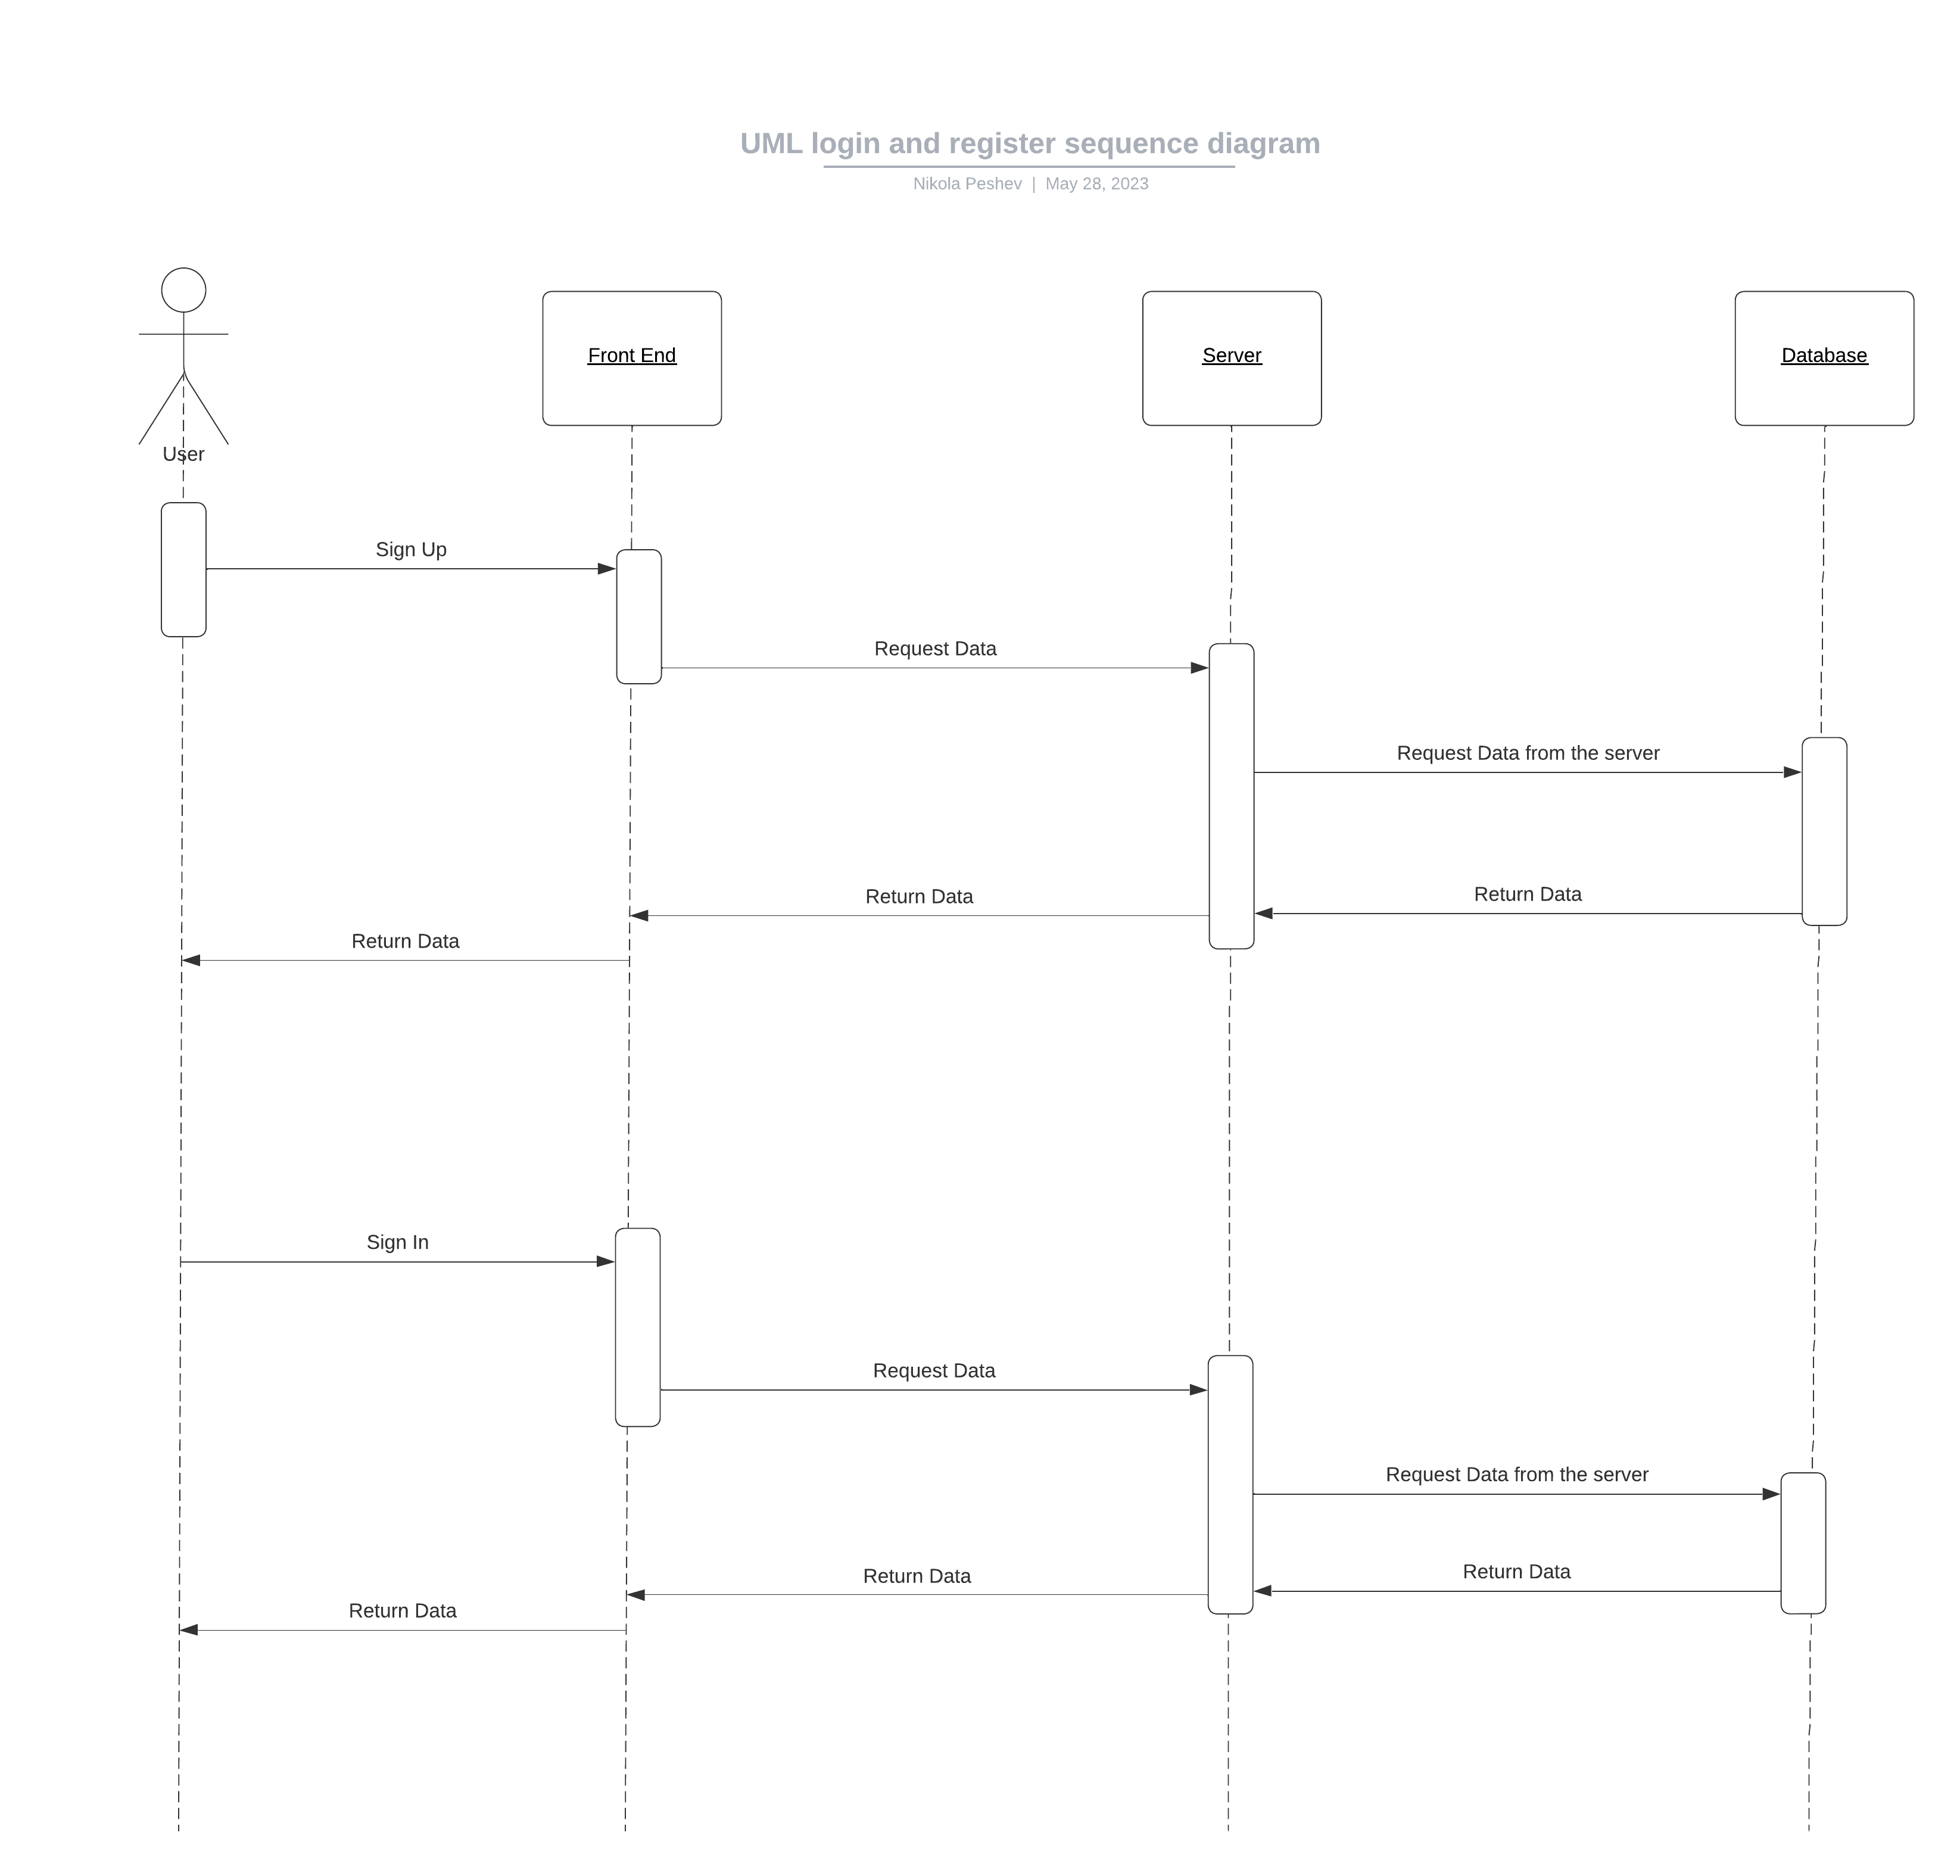 UML login and register sequence diagram
Nikola Peshev | May 28, 2023
Front End
Server
Database
User
Sign Up
Request Data
Request Data from the server
Return Data
Return Data
Return Data
Sign In
Request Data
Request Data from the server
Return Data
Return Data
Return Data